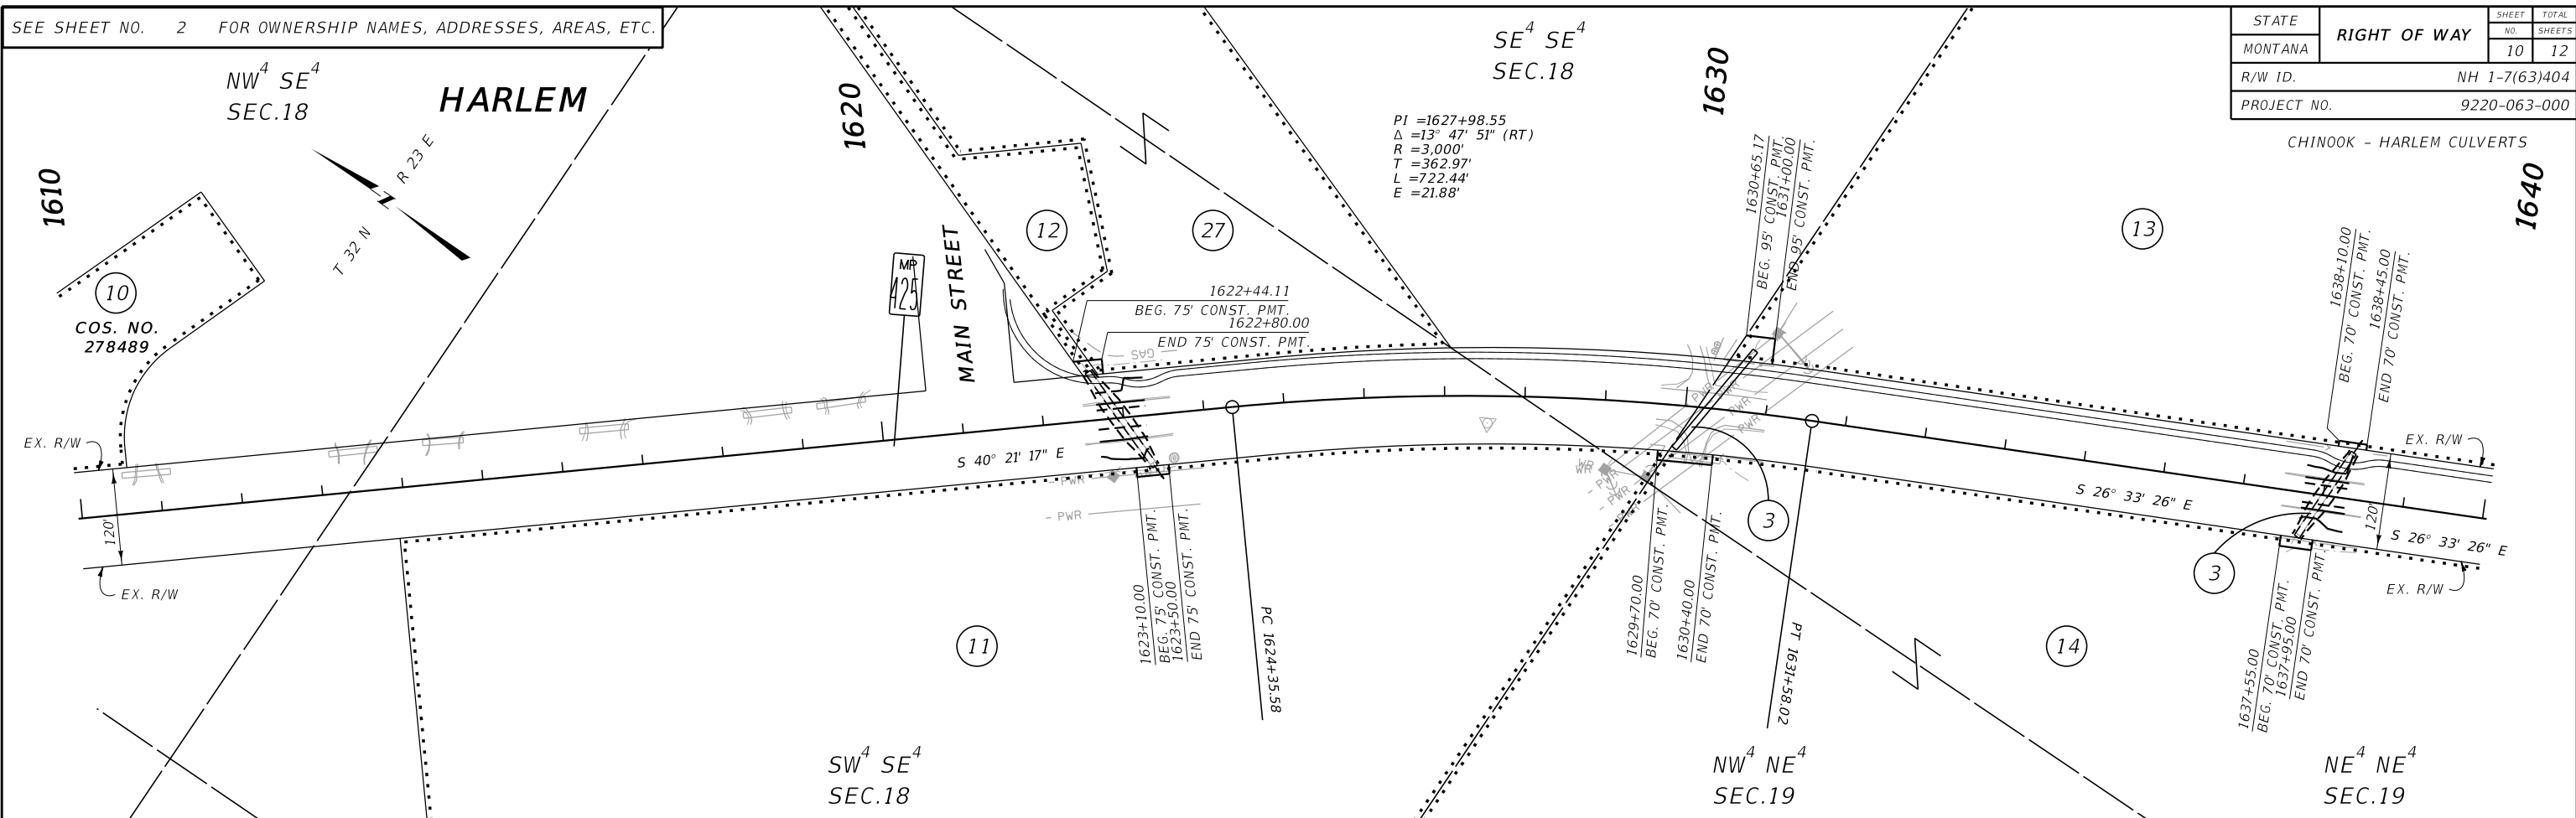 SEE SHEET NO. 2 FOR OWNERSHIP NAMES, ADDRESSES, AREAS, ETC.
STATE
MONTANA
RIGHT OF WAY
SHEET NO.
TOTAL SHEETS
10
12
R/W ID. NH 1-7(63)404
PROJECT NO. 9220-063-000
CHINOOK - HARLEM CULVERTS
NW4 SE4
SEC.18
HARLEM
SE4 SE4
SEC.18
1610
1620
1630
1640
R 23 E
Z
T 32 N
PI =1627+98.55
Δ =13° 47' 51" (RT)
R =3,000'
T =362.97'
L =722.44'
E =21.88'
10
COS. NO.
278489
12
27
13
MP
425
MAIN STREET
1622+44.11
BEG. 75' CONST. PMT.
1622+80.00
END 75' CONST. PMT.
GAS
1630+65.17
BEG. 95' CONST. PMT.
1631+00.00
END 95' CONST. PMT.
1638+10.00
BEG. 70' CONST. PMT.
1638+45.00
END 70' CONST. PMT.
EX. R/W
EX. R/W
S 40° 21' 17" E
S 26° 33' 26" E
S 26° 33' 26" E
120'
120'
EX. R/W
EX. R/W
PWR
PWR
PWR
PWR
PWR
PWR
PWR
PWR
1623+10.00
BEG. 75' CONST. PMT.
1623+50.00
END 75' CONST. PMT.
PC 1624+35.58
1629+70.00
BEG. 70' CONST. PMT.
1630+40.00
END 70' CONST. PMT.
3
PT 1631+58.02
3
1637+55.00
BEG. 70' CONST. PMT.
1637+95.00
END 70' CONST. PMT.
11
14
SW4 SE4
SEC.18
NW4 NE4
SEC.19
NE4 NE4
SEC.19